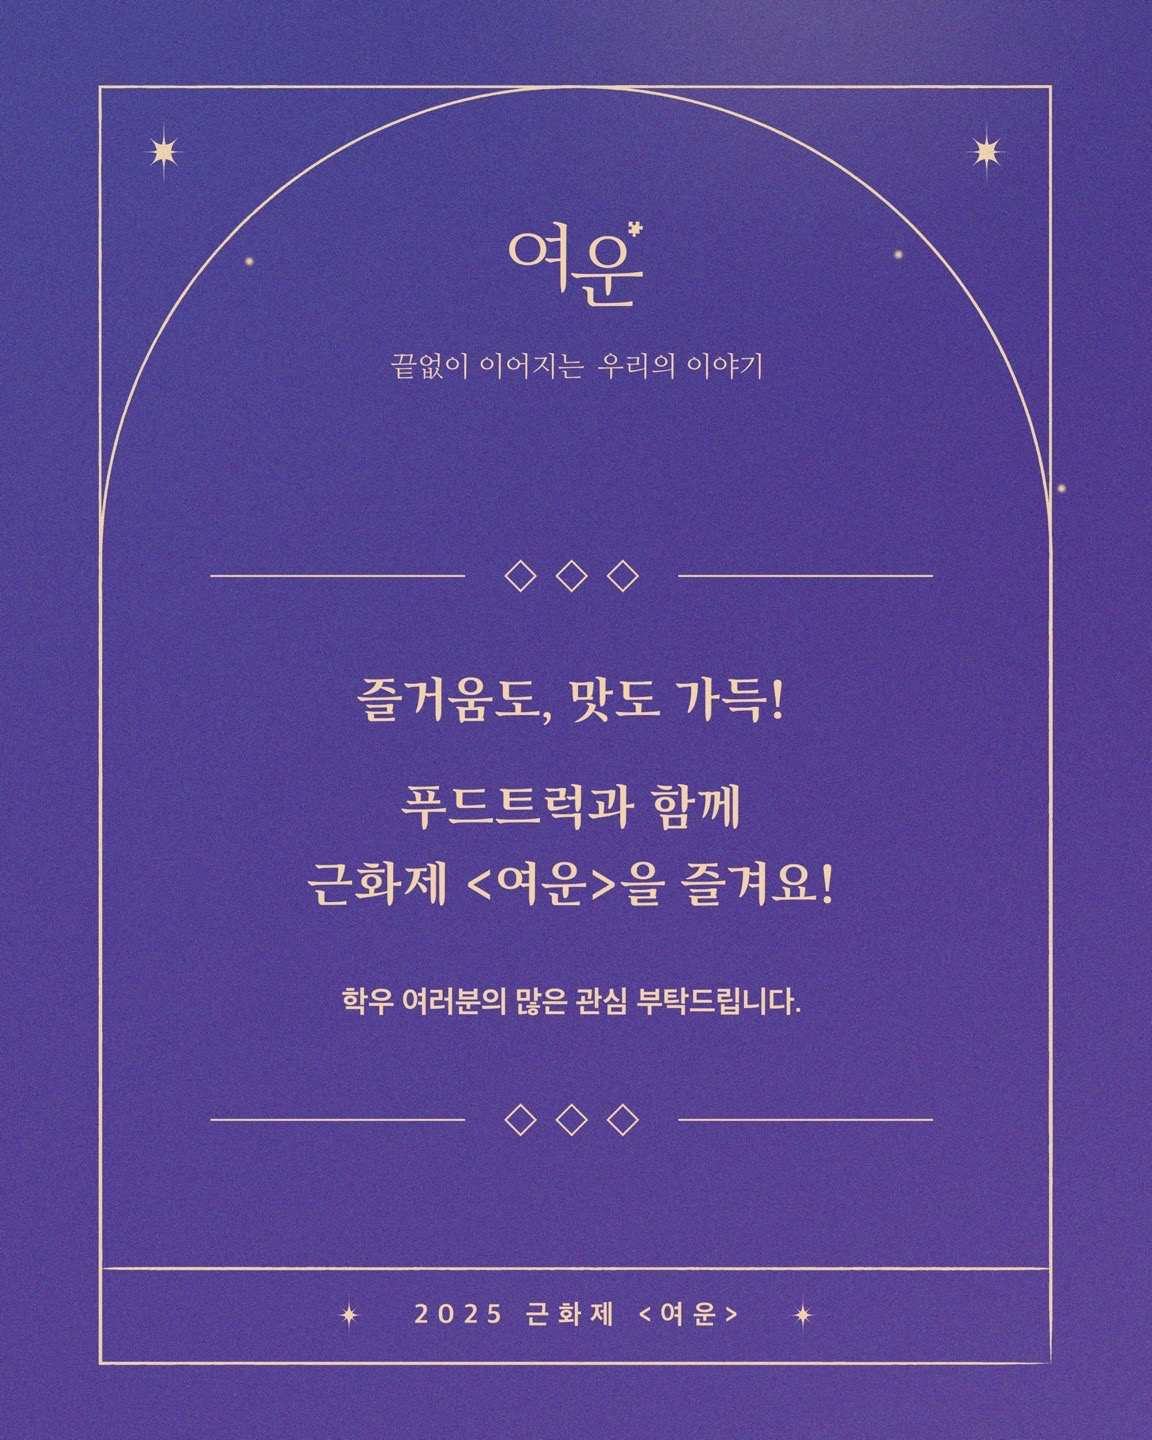 여운
끝없이 이어지는 우리의 이야기
즐거움도, 맛도 가득!
푸드트럭과 함께
근화제 <여운>을 즐겨요!
학우 여러분의 많은 관심 부탁드립니다.
2025 근화제 <여운>